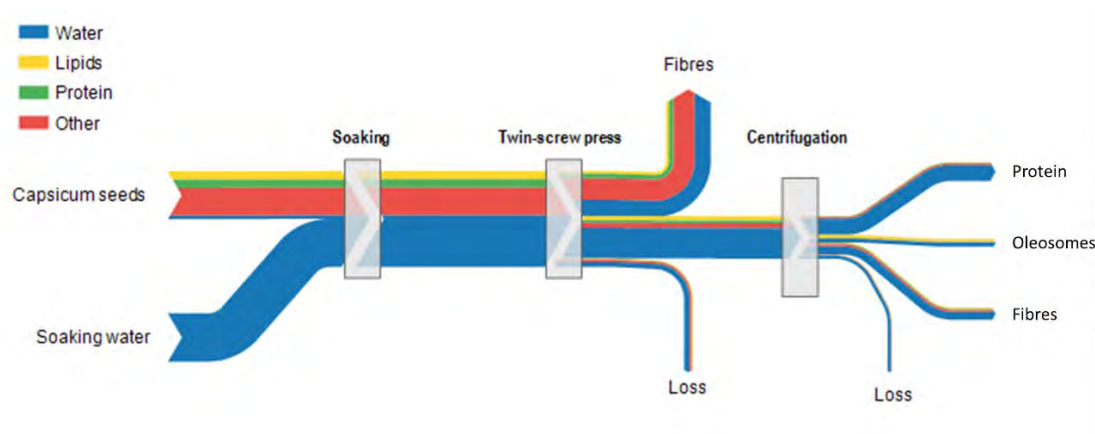 Water
Lipids
Protein
Other
Fibres
Soaking
Twin-screw press
Centrifugation
Capsicum seeds
Protein
Oleosomes
Fibres
Soaking water
Loss
Loss